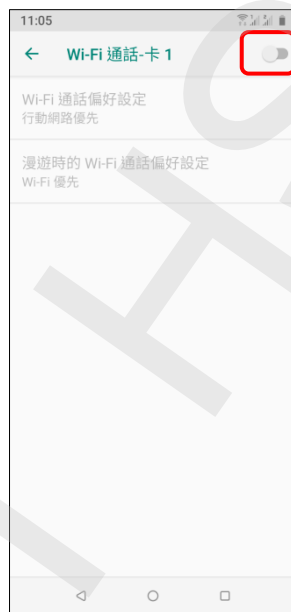 11:05
Wi-Fi 通話-卡 1
Wi-Fi 通話偏好設定
行動網路優先
漫遊時的 Wi-Fi 通話偏好設定
Wi-Fi 優先